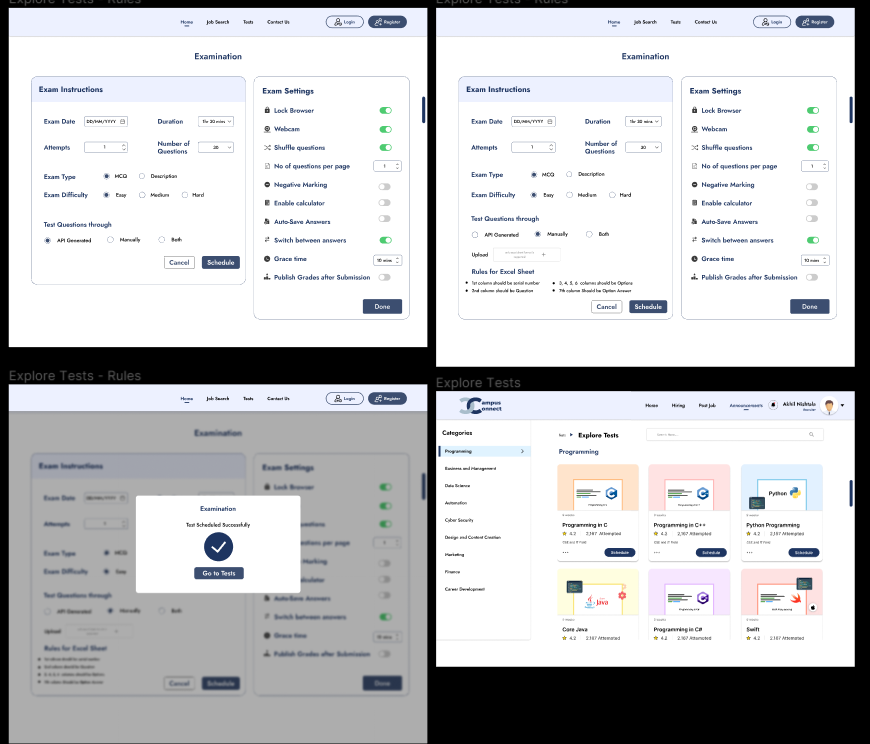 Explore Tests - Rules
Home Job Search Tests Contact Us Login Register
Examination
Exam Instructions
Exam Date DD/MM/YYYY Duration 1hr 30 mins
Attempts 1 Number of Questions 30
Exam Type MCQ Description
Exam Difficulty Easy Medium Hard
Test Questions through
API Generated Manually Both
Cancel Schedule
Exam Settings
Lock Browser
Webcam
Shuffle questions
No of questions per page 1
Negative Marking
Enable calculator
Auto-Save Answers
Switch between answers
Grace time 10 mins
Publish Grades after Submission
Done
Explore Tests - Rules
Home Job Search Tests Contact Us Login Register
Examination
Exam Instructions
Exam Date DD/MM/YYYY Duration 1hr 30 mins
Attempts 1 Number of Questions 30
Exam Type MCQ Description
Exam Difficulty Easy Medium Hard
Test Questions through
API Generated Manually Both
Upload +
Rules for Excel Sheet
1st column should be serial number
3, 4, 5, 6 columns should be Options
2nd column should be Question
7th column Should be Option Answer
Cancel Schedule
Exam Settings
Lock Browser
Webcam
Shuffle questions
No of questions per page 1
Negative Marking
Enable calculator
Auto-Save Answers
Switch between answers
Grace time 10 mins
Publish Grades after Submission
Done
Explore Tests - Rules
Home Job Search Tests Contact Us Login Register
Examination
Exam Instructions
Exam Settings
Exam Date DD/MM/YYYY
Lock Browser
Attempts
questions
per page
Exam Type MCQ
Marking
Exam Difficulty Easy
calculator
Test Questions through
Auto-Save Answers
API Generated Manually Both
Switch between answers
Upload
Grace time 10 mins
Rules for Excel Sheet
Publish Grades after Submission
Cancel Schedule
Done
Examination
Test Scheduled Successfully
Go to Tests
Explore Tests
Campus Connect
Home Hiring Post Job Announcements Akhil Nishtala
Recruiter
Categories
Programming
Business and Management
Data Science
Automation
Cyber Security
Design and Content Creation
Marketing
Finance
Career Development
Explore Tests
Programming
Programming in C
4.2 2,167 Attempted
Schedule
Programming in C++
4.2 2,167 Attempted
Schedule
Python
Python Programming
4.2 2,167 Attempted
Schedule
Java
Core Java
4.2 2,167 Attempted
Programming in C#
4.2 2,167 Attempted
Swift
4.2 2,167 Attempted